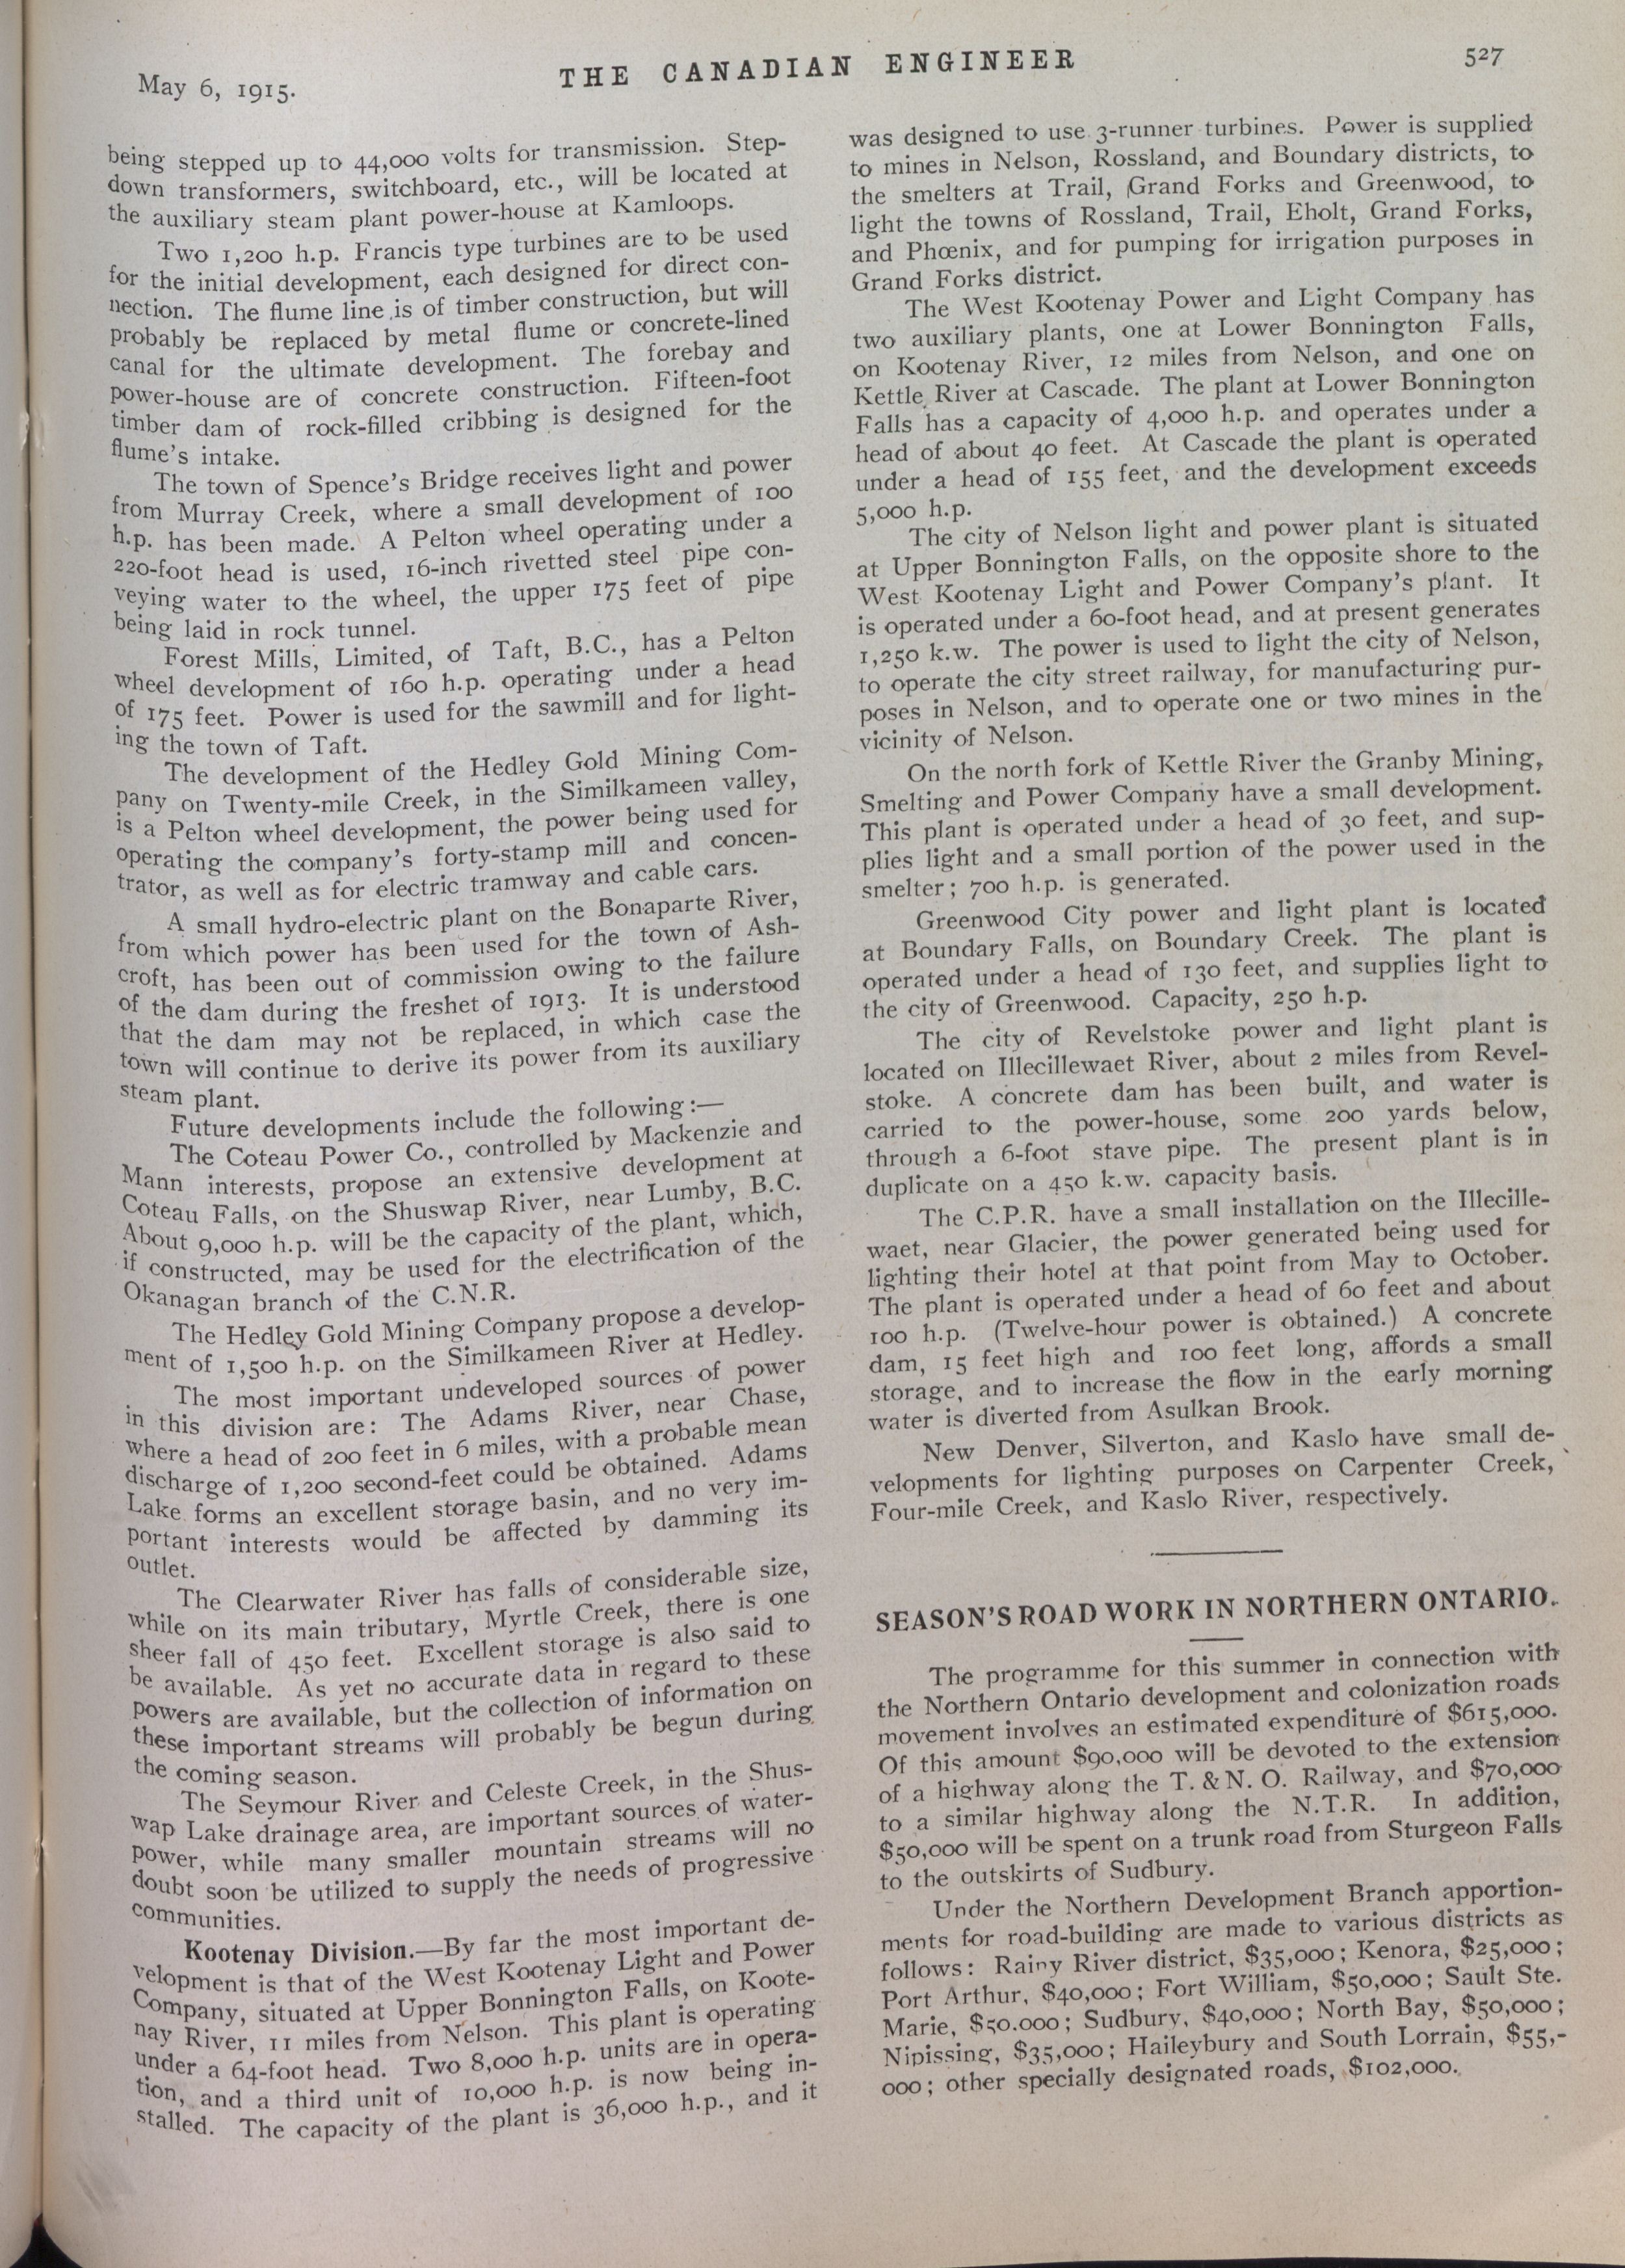 May 6, 1915.
THE CANADIAN ENGINEER
527
being stepped up to 44,000 volts for transmission. Step-
down transformers, switchboard, etc., will be located at
the auxiliary steam plant power-house at Kamloops.
Two 1,200 h.p. Francis type turbines are to be used
for the initial development, each designed for direct con-
nection. The flume line is of timber construction, but will
probably be replaced by metal flume or concrete-lined
canal for the ultimate development. The forebay and
power-house are of concrete construction. Fifteen-foot
timber dam of rock-filled cribbing is designed for the
flume's intake.
The town of Spence's Bridge receives light and power
from Murray Creek, where a small development of 100
h.p. has been made. A Pelton wheel operating under a
220-foot head is used, 16-inch rivetted steel pipe con-
veying water to the wheel, the upper 175 feet of pipe
being laid in rock tunnel.
Forest Mills, Limited, of Taft, B.C., has a Pelton
wheel development of 160 h.p. operating under a head
of 175 feet. Power is used for the sawmill and for light-
ing the town of Taft.
The development of the Hedley Gold Mining Com-
pany on Twenty-mile Creek, in the Similkameen valley,
is a Pelton wheel development, the power being used for
operating the company's forty-stamp mill and concen-
trator, as well as for electric tramway and cable cars.
A small hydro-electric plant on the Bonaparte River,
from which power has been used for the town of Ash-
croft, has been out of commission owing to the failure
of the dam during the freshet of 1913. It is understood
that the dam may not be replaced, in which case the
town will continue to derive its power from its auxiliary
steam plant.
Future developments include the following:—
The Coteau Power Co., controlled by Mackenzie and
Mann interests, propose an extensive development at
Coteau Falls, on the Shuswap River, near Lumby, B.C.
About 9,000 h.p. will be the capacity of the plant, which,
if constructed, may be used for the electrification of the
Okanagan branch of the C.N.R.
The Hedley Gold Mining Company propose a develop-
ment of 1,500 h.p. on the Similkameen River at Hedley.
The most important undeveloped sources of power
in this division are: The Adams River, near Chase,
where a head of 200 feet in 6 miles, with a probable mean
discharge of 1,200 second-feet could be obtained. Adams
Lake forms an excellent storage basin, and no very im-
portant interests would be affected by damming its
outlet.
The Clearwater River has falls of considerable size,
while on its main tributary, Myrtle Creek, there is one
sheer fall of 450 feet. Excellent storage is also said to
be available. As yet no accurate data in regard to these
powers are available, but the collection of information on
these important streams will probably be begun during
the coming season.
The Seymour River and Celeste Creek, in the Shus-
wap Lake drainage area, are important sources of water-
power, while many smaller mountain streams will no
doubt soon be utilized to supply the needs of progressive
communities.
Kootenay Division.—By far the most important de-
velopment is that of the West Kootenay Light and Power
Company, situated at Upper Bonnington Falls, on Koote-
nay River, 11 miles from Nelson. This plant is operating
under a 64-foot head. Two 8,000 h.p. units are in opera-
tion, and a third unit of 10,000 h.p. is now being in-
stalled. The capacity of the plant is 36,000 h.p., and it
was designed to use 3-runner turbines. Power is supplied
to mines in Nelson, Rossland, and Boundary districts, to
the smelters at Trail, Grand Forks and Greenwood, to
light the towns of Rossland, Trail, Eholt, Grand Forks,
and Phœnix, and for pumping for irrigation purposes in
Grand Forks district.
The West Kootenay Power and Light Company has
two auxiliary plants, one at Lower Bonnington Falls,
on Kootenay River, 12 miles from Nelson, and one on
Kettle River at Cascade. The plant at Lower Bonnington
Falls has a capacity of 4,000 h.p. and operates under a
head of about 40 feet. At Cascade the plant is operated
under a head of 155 feet, and the development exceeds
5,000 h.p.
The city of Nelson light and power plant is situated
at Upper Bonnington Falls, on the opposite shore to the
West Kootenay Light and Power Company's plant. It
is operated under a 60-foot head, and at present generates
1,250 k.w. The power is used to light the city of Nelson,
to operate the city street railway, for manufacturing pur-
poses in Nelson, and to operate one or two mines in the
vicinity of Nelson.
On the north fork of Kettle River the Granby Mining,
Smelting and Power Company have a small development.
This plant is operated under a head of 30 feet, and sup-
plies light and a small portion of the power used in the
smelter; 700 h.p. is generated.
Greenwood City power and light plant is located
at Boundary Falls, on Boundary Creek. The plant is
operated under a head of 130 feet, and supplies light to
the city of Greenwood. Capacity, 250 h.p.
The city of Revelstoke power and light plant is
located on Illecillewaet River, about 2 miles from Revel-
stoke. A concrete dam has been built, and water is
carried to the power-house, some 200 yards below,
through a 6-foot stave pipe. The present plant is in
duplicate on a 450 k.w. capacity basis.
The C.P.R. have a small installation on the Illecille-
waet, near Glacier, the power generated being used for
lighting their hotel at that point from May to October.
The plant is operated under a head of 60 feet and about
100 h.p. (Twelve-hour power is obtained.) A concrete
dam, 15 feet high and 100 feet long, affords a small
storage, and to increase the flow in the early morning
water is diverted from Asulkan Brook.
New Denver, Silverton, and Kaslo have small de-
velopments for lighting purposes on Carpenter Creek,
Four-mile Creek, and Kaslo River, respectively.
SEASON'S ROAD WORK IN NORTHERN ONTARIO.
The programme for this summer in connection with
the Northern Ontario development and colonization roads
movement involves an estimated expenditure of $615,000.
Of this amount $90,000 will be devoted to the extension
of a highway along the T. & N. O. Railway, and $70,000
to a similar highway along the N.T.R. In addition,
$50,000 will be spent on a trunk road from Sturgeon Falls
to the outskirts of Sudbury.
Under the Northern Development Branch apportion-
ments for road-building are made to various districts as
follows: Rainy River district, $35,000; Kenora, $25,000;
Port Arthur, $40,000; Fort William, $50,000; Sault Ste.
Marie, $50.000; Sudbury, $40,000; North Bay, $50,000;
Nipissing, $35,000; Haileybury and South Lorrain, $55,-
000; other specially designated roads, $102,000.